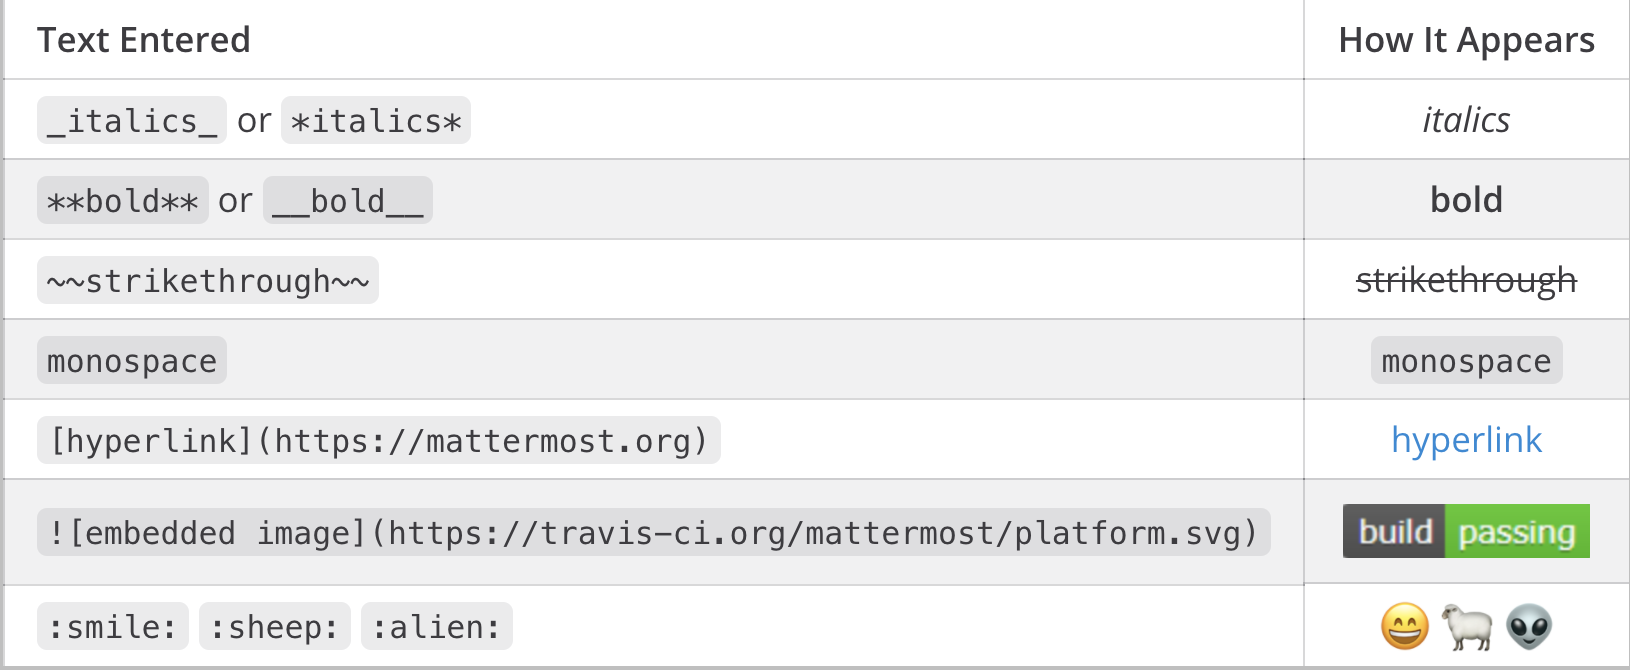 Text Entered How It Appears
_italics_ or *italics* italics
**bold** or __bold__ bold
~~strikethrough~~ strikethrough
monospace monospace
[hyperlink](https://mattermost.org) hyperlink
![embedded image](https://travis-ci.org/mattermost/platform.svg) build passing
:smile: :sheep: :alien: 😄 🐑 👽